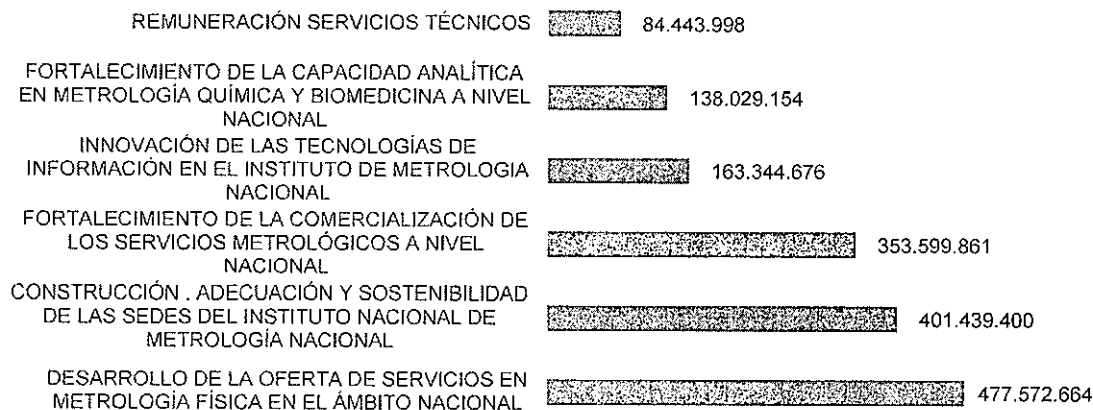 REMUNERACIÓN SERVICIOS TÉCNICOS 84.443.998
FORTALECIMIENTO DE LA CAPACIDAD ANALÍTICA
EN METROLOGÍA QUÍMICA Y BIOMEDICINA A NIVEL
NACIONAL
138.029.154
INNOVACIÓN DE LAS TECNOLOGÍAS DE
INFORMACIÓN EN EL INSTITUTO DE METROLOGIA
NACIONAL
163.344.676
FORTALECIMIENTO DE LA COMERCIALIZACIÓN DE
LOS SERVICIOS METROLÓGICOS A NIVEL
NACIONAL
353.599.861
CONSTRUCCIÓN . ADECUACIÓN Y SOSTENIBILIDAD
DE LAS SEDES DEL INSTITUTO NACIONAL DE
METROLOGÍA NACIONAL
401.439.400
DESARROLLO DE LA OFERTA DE SERVICIOS EN
METROLOGÍA FÍSICA EN EL ÁMBITO NACIONAL
477.572.664